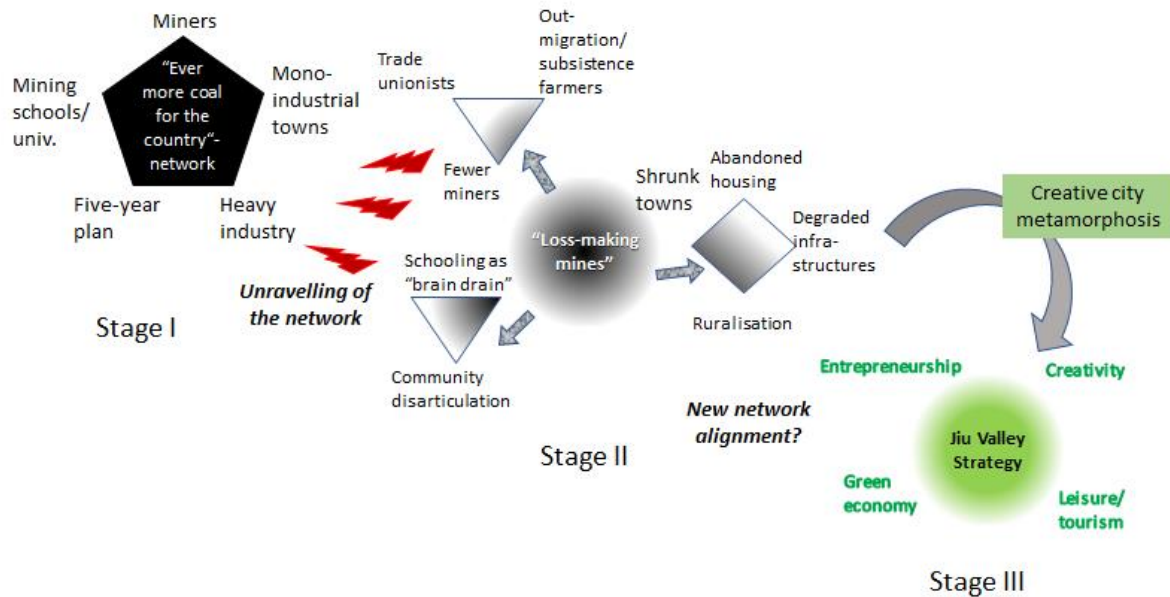 Miners
Mining
schools/
univ.
“Ever
more coal
for the
country“-
network
Mono-
industrial
towns
Five-year
plan
Heavy
industry
Stage I
Unravelling of
the network
Trade
unionists
Out-
migration/
subsistence
farmers
Fewer
miners
Schooling as
“brain drain”
Community
disarticulation
“Loss-making
mines”
Stage II
Shrunk
towns
Abandoned
housing
Degraded
infra-
structures
Ruralisation
New network
alignment?
Creative city
metamorphosis
Entrepreneurship
Creativity
Jiu Valley
Strategy
Green
economy
Leisure/
tourism
Stage III